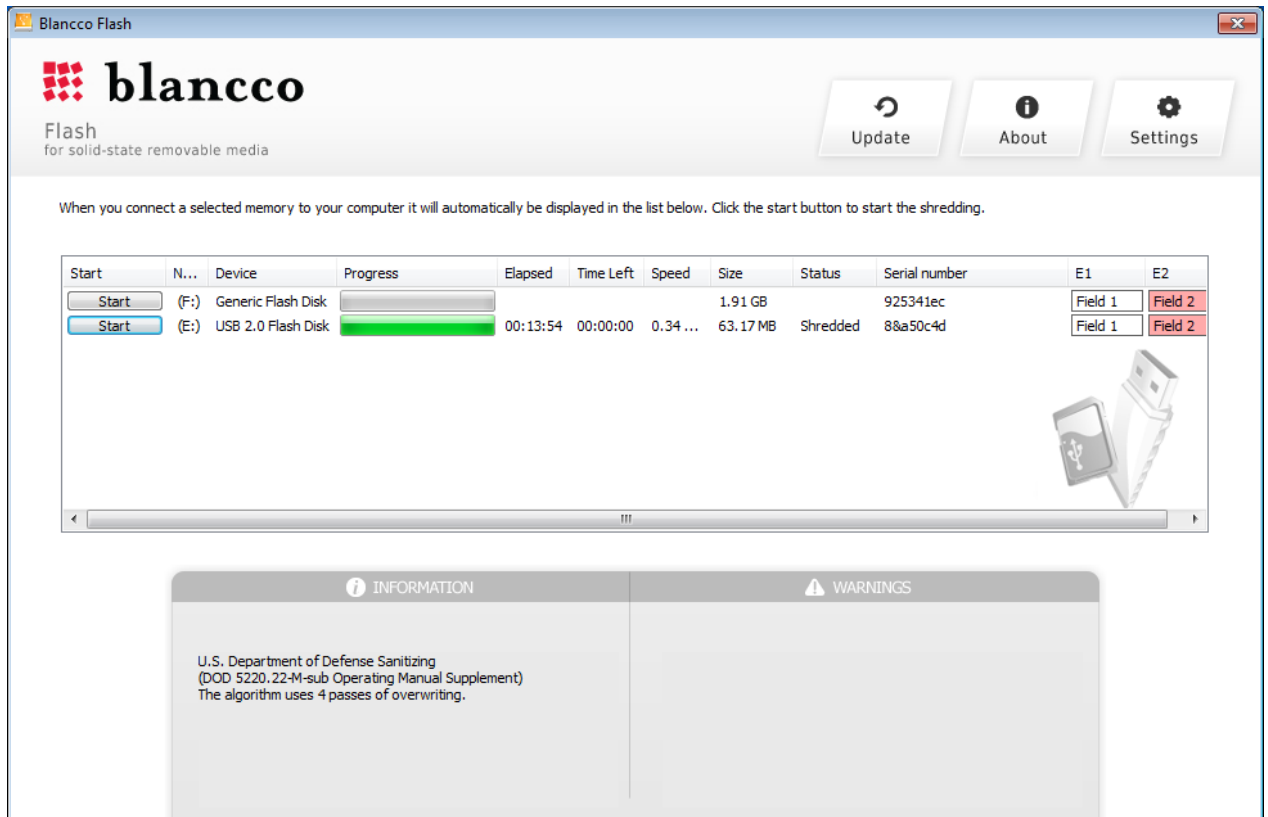 Blancco Flash
blancco
Flash
for solid-state removable media
Update
About
Settings
When you connect a selected memory to your computer it will automatically be displayed in the list below. Click the start button to start the shredding.
Start N... Device Progress Elapsed Time Left Speed Size Status Serial number E1 E2
Start (F:) Generic Flash Disk 1.91 GB 925341ec Field 1 Field 2
Start (E:) USB 2.0 Flash Disk 00:13:54 00:00:00 0.34 ... 63.17 MB Shredded 8&a50c4d Field 1 Field 2
INFORMATION
WARNINGS
U.S. Department of Defense Sanitizing
(DOD 5220.22-M-sub Operating Manual Supplement)
The algorithm uses 4 passes of overwriting.